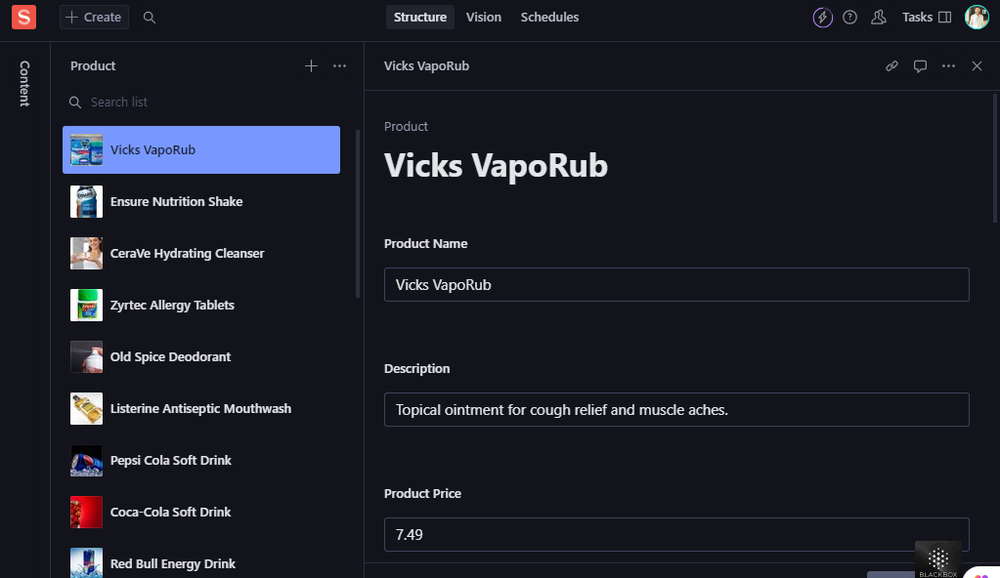 S
Create
Structure
Vision
Schedules
Tasks
Content
Product
Search list
Vicks VapoRub
Ensure Nutrition Shake
CeraVe Hydrating Cleanser
Zyrtec Allergy Tablets
Old Spice Deodorant
Listerine Antiseptic Mouthwash
Pepsi Cola Soft Drink
Coca-Cola Soft Drink
Red Bull Energy Drink
Vicks VapoRub
Product
Vicks VapoRub
Product Name
Vicks VapoRub
Description
Topical ointment for cough relief and muscle aches.
Product Price
7.49
BLACKBOX